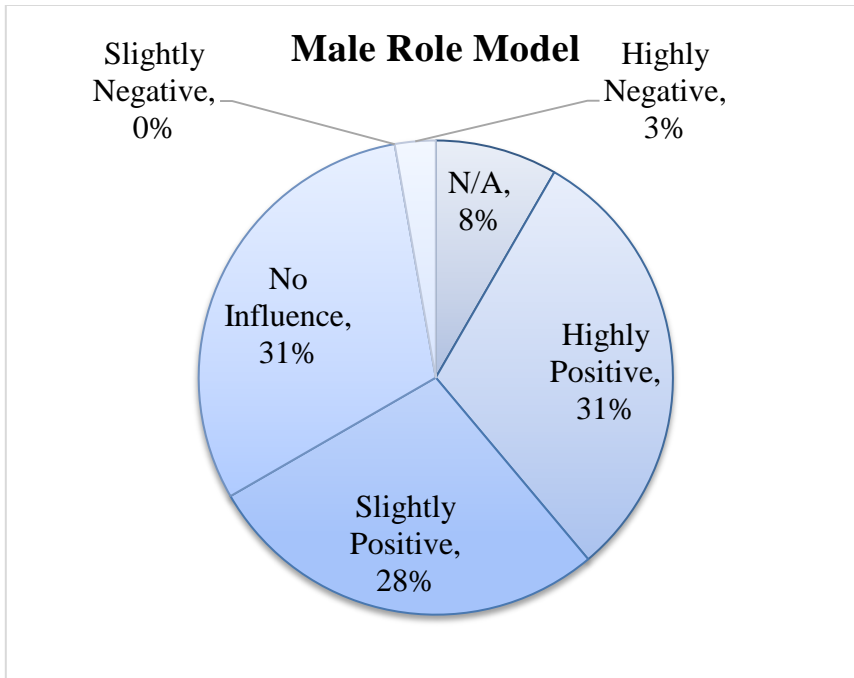 Male Role Model
Slightly
Negative,
0%
Highly
Negative,
3%
N/A,
8%
Highly
Positive,
31%
Slightly
Positive,
28%
No
Influence,
31%